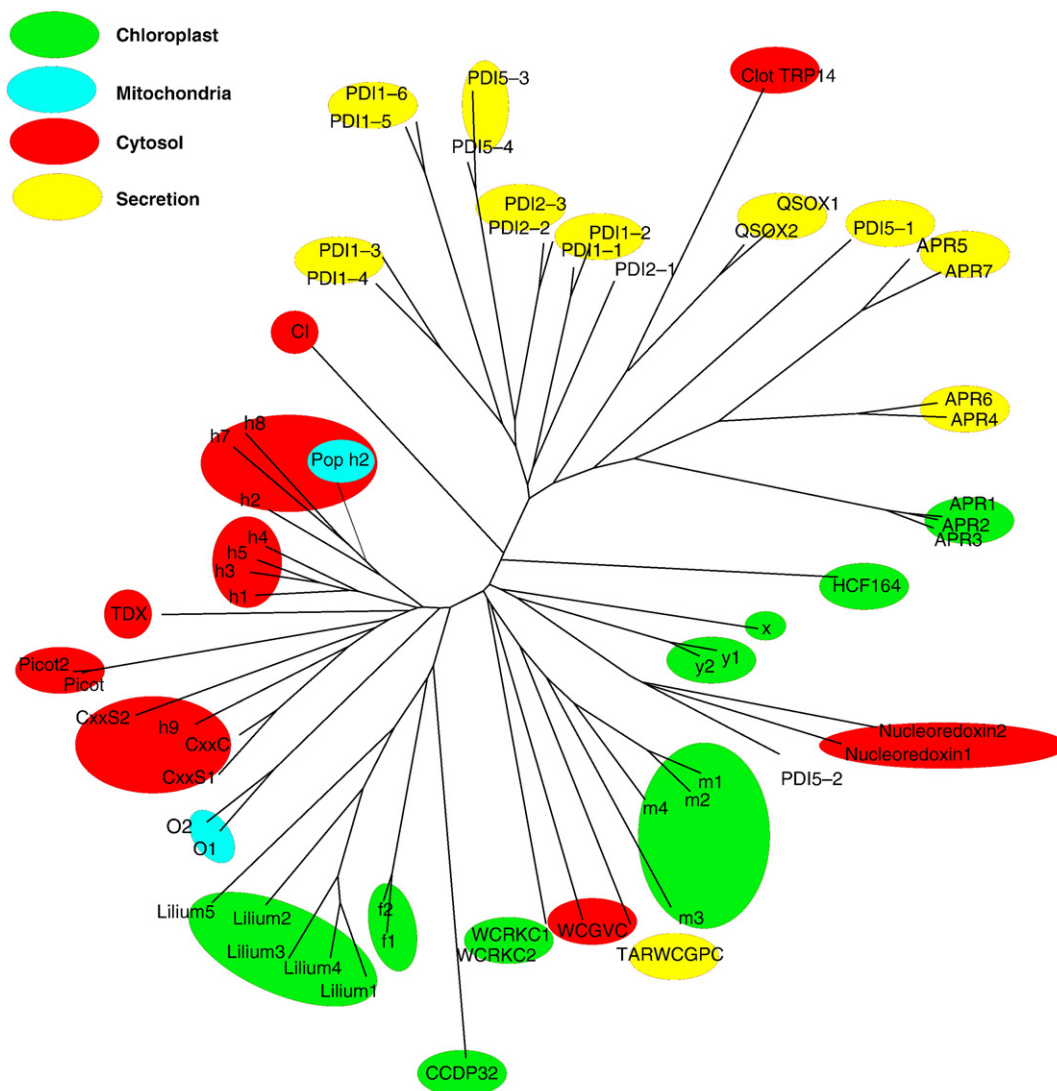 Chloroplast
Mitochondria
Cytosol
Secretion
PDI5–3
Clot TRP14
PDI1–6
PDI1–5
PDI5–4
PDI2–3
PDI2–2
PDI1–2
PDI1–1
PDI2–1
QSOX1
QSOX2
PDI5–1
APR5
APR7
PDI1–3
PDI1–4
CI
APR6
APR4
h8
h7
Pop h2
h2
APR1
APR2
APR3
h4
h5
h3
h1
HCF164
TDX
x
y1
y2
Picot2
Picot
CxxS2
h9
CxxC
CxxS1
Nucleoredoxin2
Nucleoredoxin1
PDI5–2
m1
m2
m4
m3
O2
O1
Lilium5
Lilium2
Lilium3
Lilium4
Lilium1
f2
f1
WCRKC1
WCRKC2
WCGVC
TARWCGPC
CCDP32